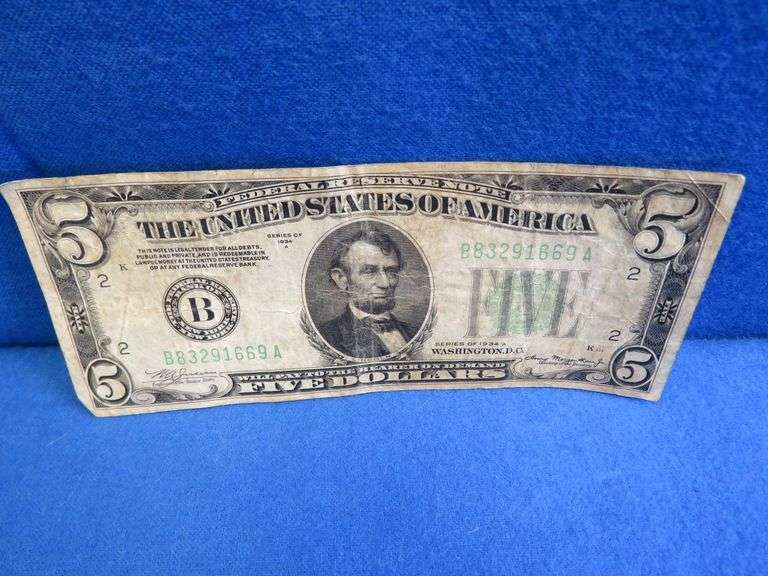 FEDERAL RESERVE NOTE
THE UNITED STATES OF AMERICA
5
5
SERIES OF
1934
A
THIS NOTE IS LEGAL TENDER FOR ALL DEBTS,
PUBLIC AND PRIVATE, AND IS REDEEMABLE IN
LAWFUL MONEY AT THE UNITED STATES TREASURY,
OR AT ANY FEDERAL RESERVE BANK.
B83291669A
K
2
2
B
FIVE
2
2
B83291669A
SERIES OF 1934 A
WASHINGTON, D.C.
K
WILL PAY TO THE BEARER ON DEMAND
5
FIVE DOLLARS
5